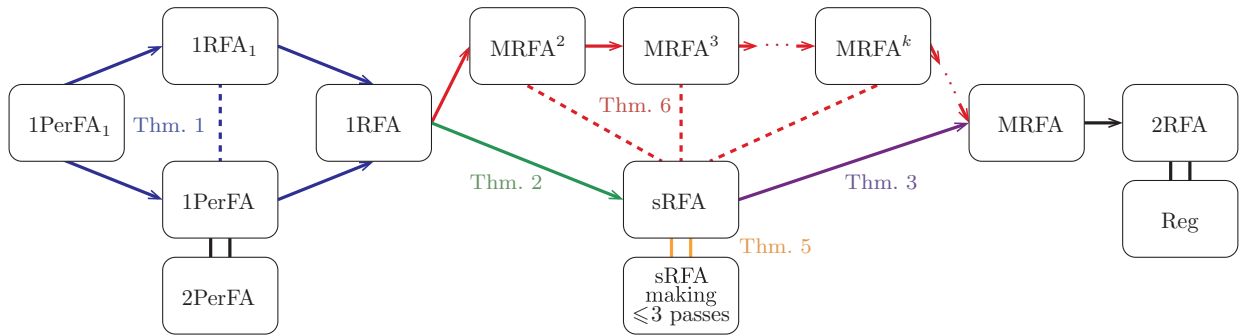 1RFA₁
MRFA²
MRFA³
MRFAᵏ
1PerFA₁
Thm. 1
1RFA
Thm. 6
MRFA
2RFA
Thm. 2
Thm. 3
1PerFA
sRFA
Reg
Thm. 5
2PerFA
sRFA
making
⩽3 passes